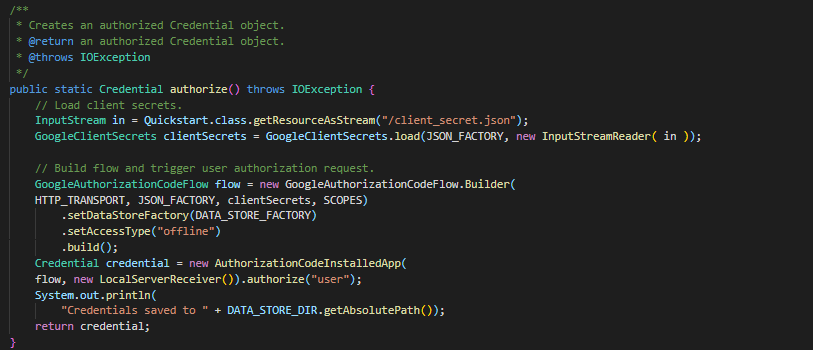 /**
 * Creates an authorized Credential object.
 * @return an authorized Credential object.
 * @throws IOException
 */
public static Credential authorize() throws IOException {
    // Load client secrets.
    InputStream in = Quickstart.class.getResourceAsStream("/client_secret.json");
    GoogleClientSecrets clientSecrets = GoogleClientSecrets.load(JSON_FACTORY, new InputStreamReader( in ));

    // Build flow and trigger user authorization request.
    GoogleAuthorizationCodeFlow flow = new GoogleAuthorizationCodeFlow.Builder(
    HTTP_TRANSPORT, JSON_FACTORY, clientSecrets, SCOPES)
        .setDataStoreFactory(DATA_STORE_FACTORY)
        .setAccessType("offline")
        .build();
    Credential credential = new AuthorizationCodeInstalledApp(
    flow, new LocalServerReceiver()).authorize("user");
    System.out.println(
        "Credentials saved to " + DATA_STORE_DIR.getAbsolutePath());
    return credential;
}